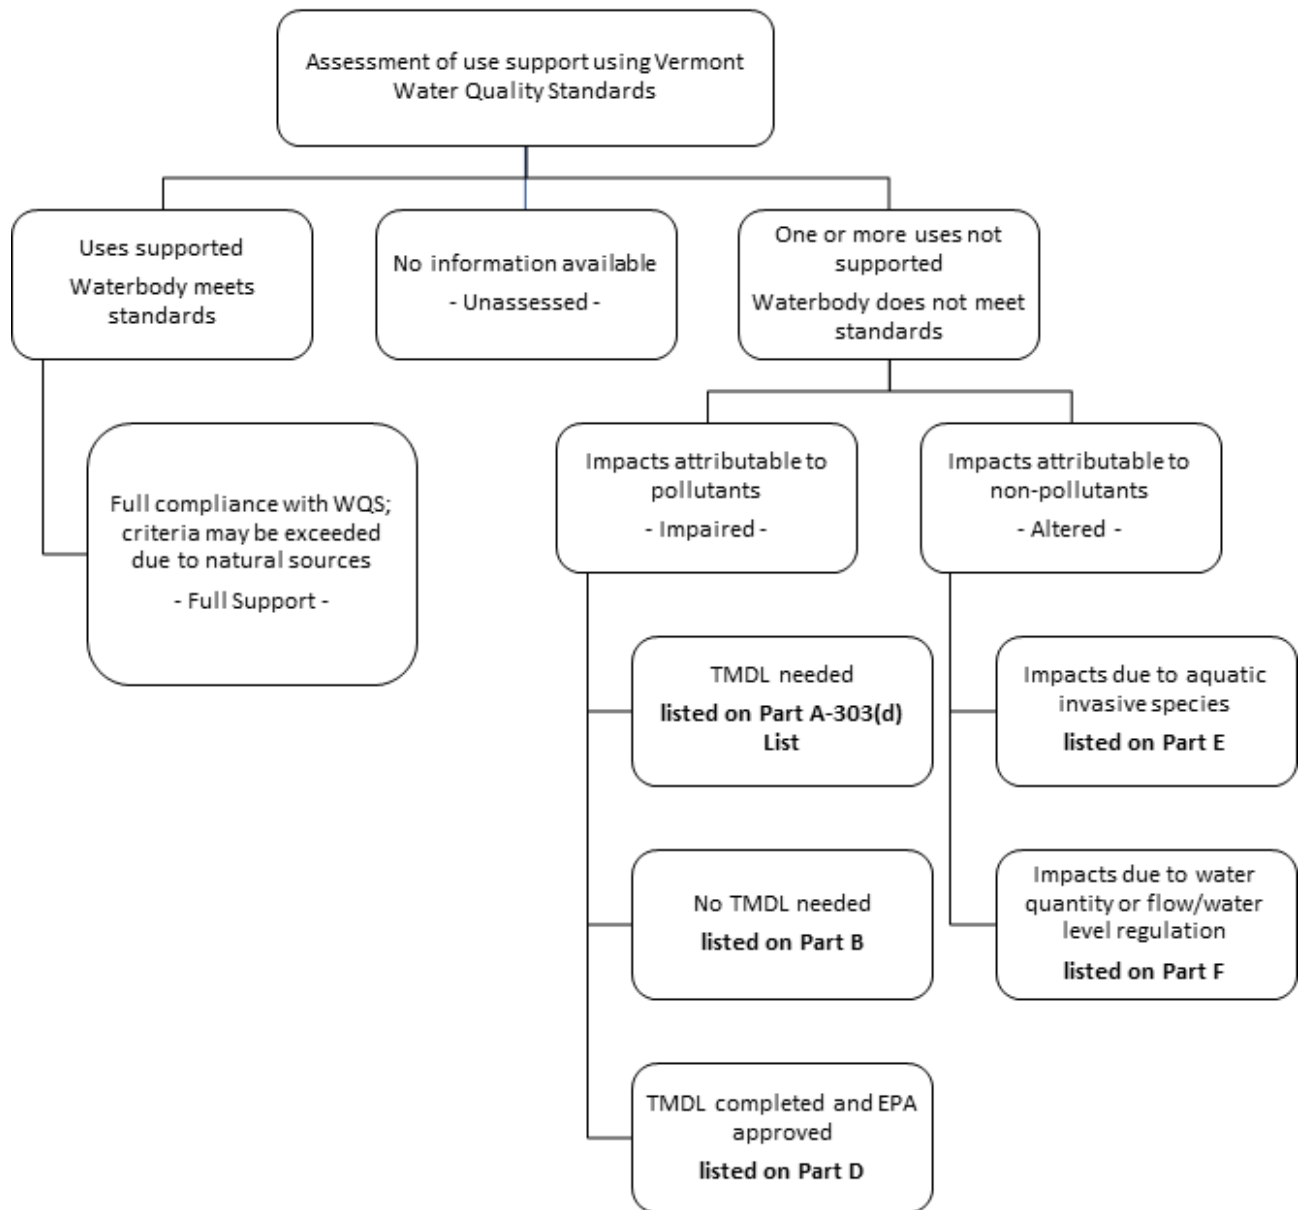 Assessment of use support using Vermont
Water Quality Standards
Uses supported
Waterbody meets
standards
No information available
- Unassessed -
One or more uses not
supported
Waterbody does not meet
standards
Full compliance with WQS;
criteria may be exceeded
due to natural sources
- Full Support -
Impacts attributable to
pollutants
- Impaired -
Impacts attributable to
non-pollutants
- Altered -
TMDL needed
listed on Part A-303(d)
List
Impacts due to aquatic
invasive species
listed on Part E
No TMDL needed
listed on Part B
Impacts due to water
quantity or flow/water
level regulation
listed on Part F
TMDL completed and EPA
approved
listed on Part D